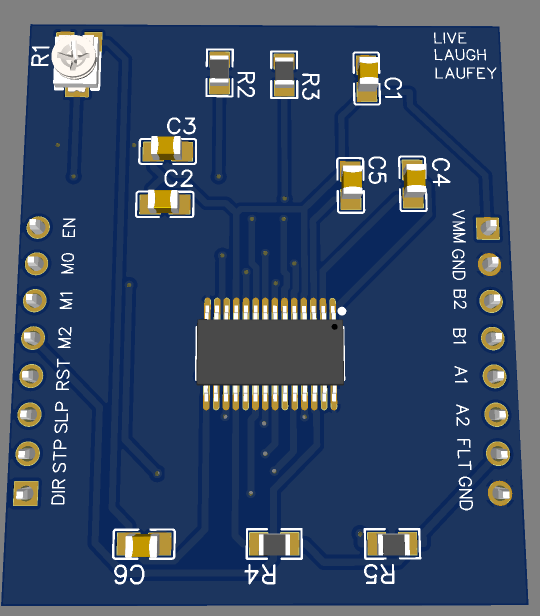 LIVE
LAUGH
LAUFEY
R1
R2
R3
C1
C3
C2
C5
C4
EN
M0
M1
M2
RST
SLP
STP
DIR
VMM
GND
B2
B1
A1
A2
FLT
GND
C6
R4
R5